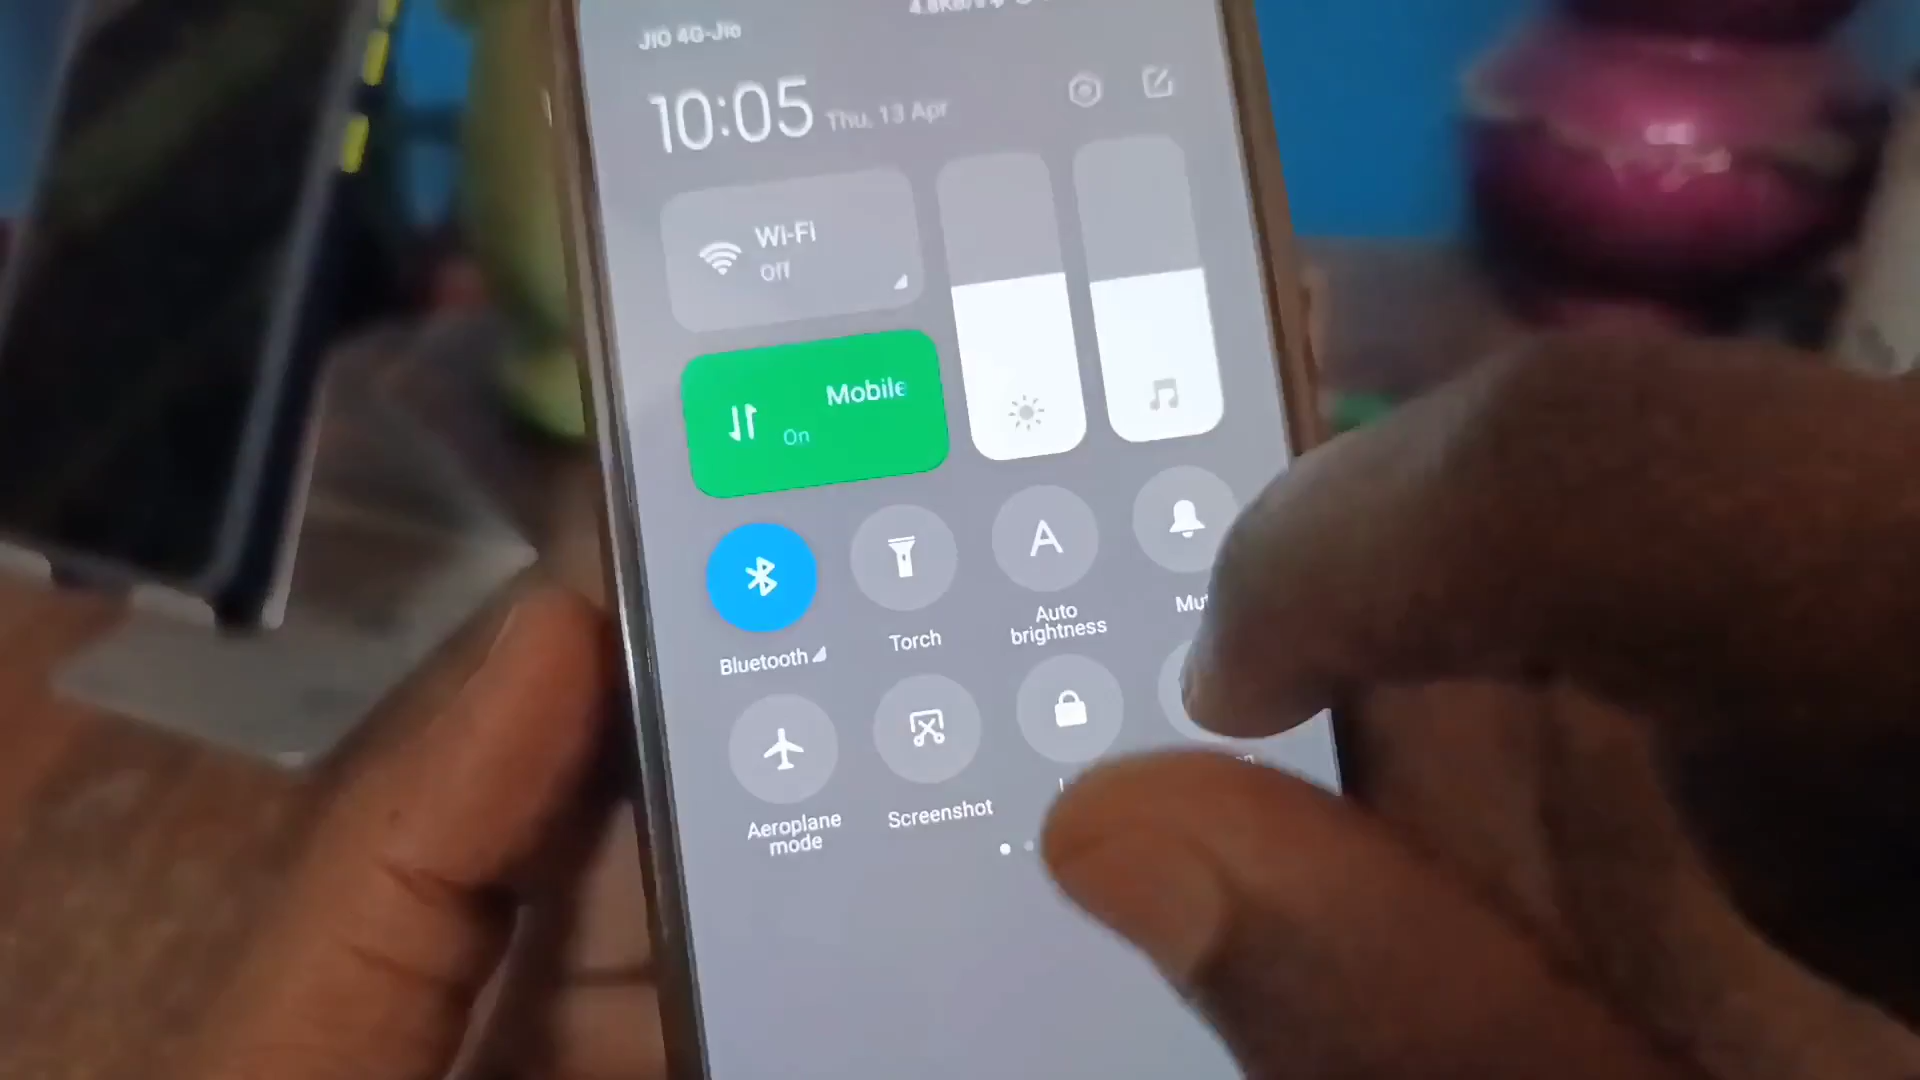 JIO 4G-Jio
10:05 Thu, 13 Apr
Wi-Fi
Off
Mobile
On
Bluetooth
Torch
Auto
brightness
Mut
Aeroplane
mode
Screenshot